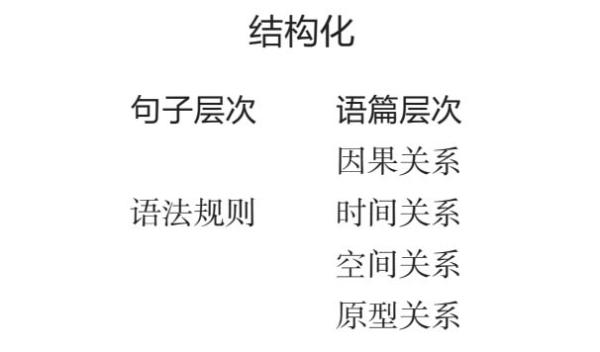 结构化
句子层次 语篇层次
因果关系
语法规则 时间关系
空间关系
原型关系